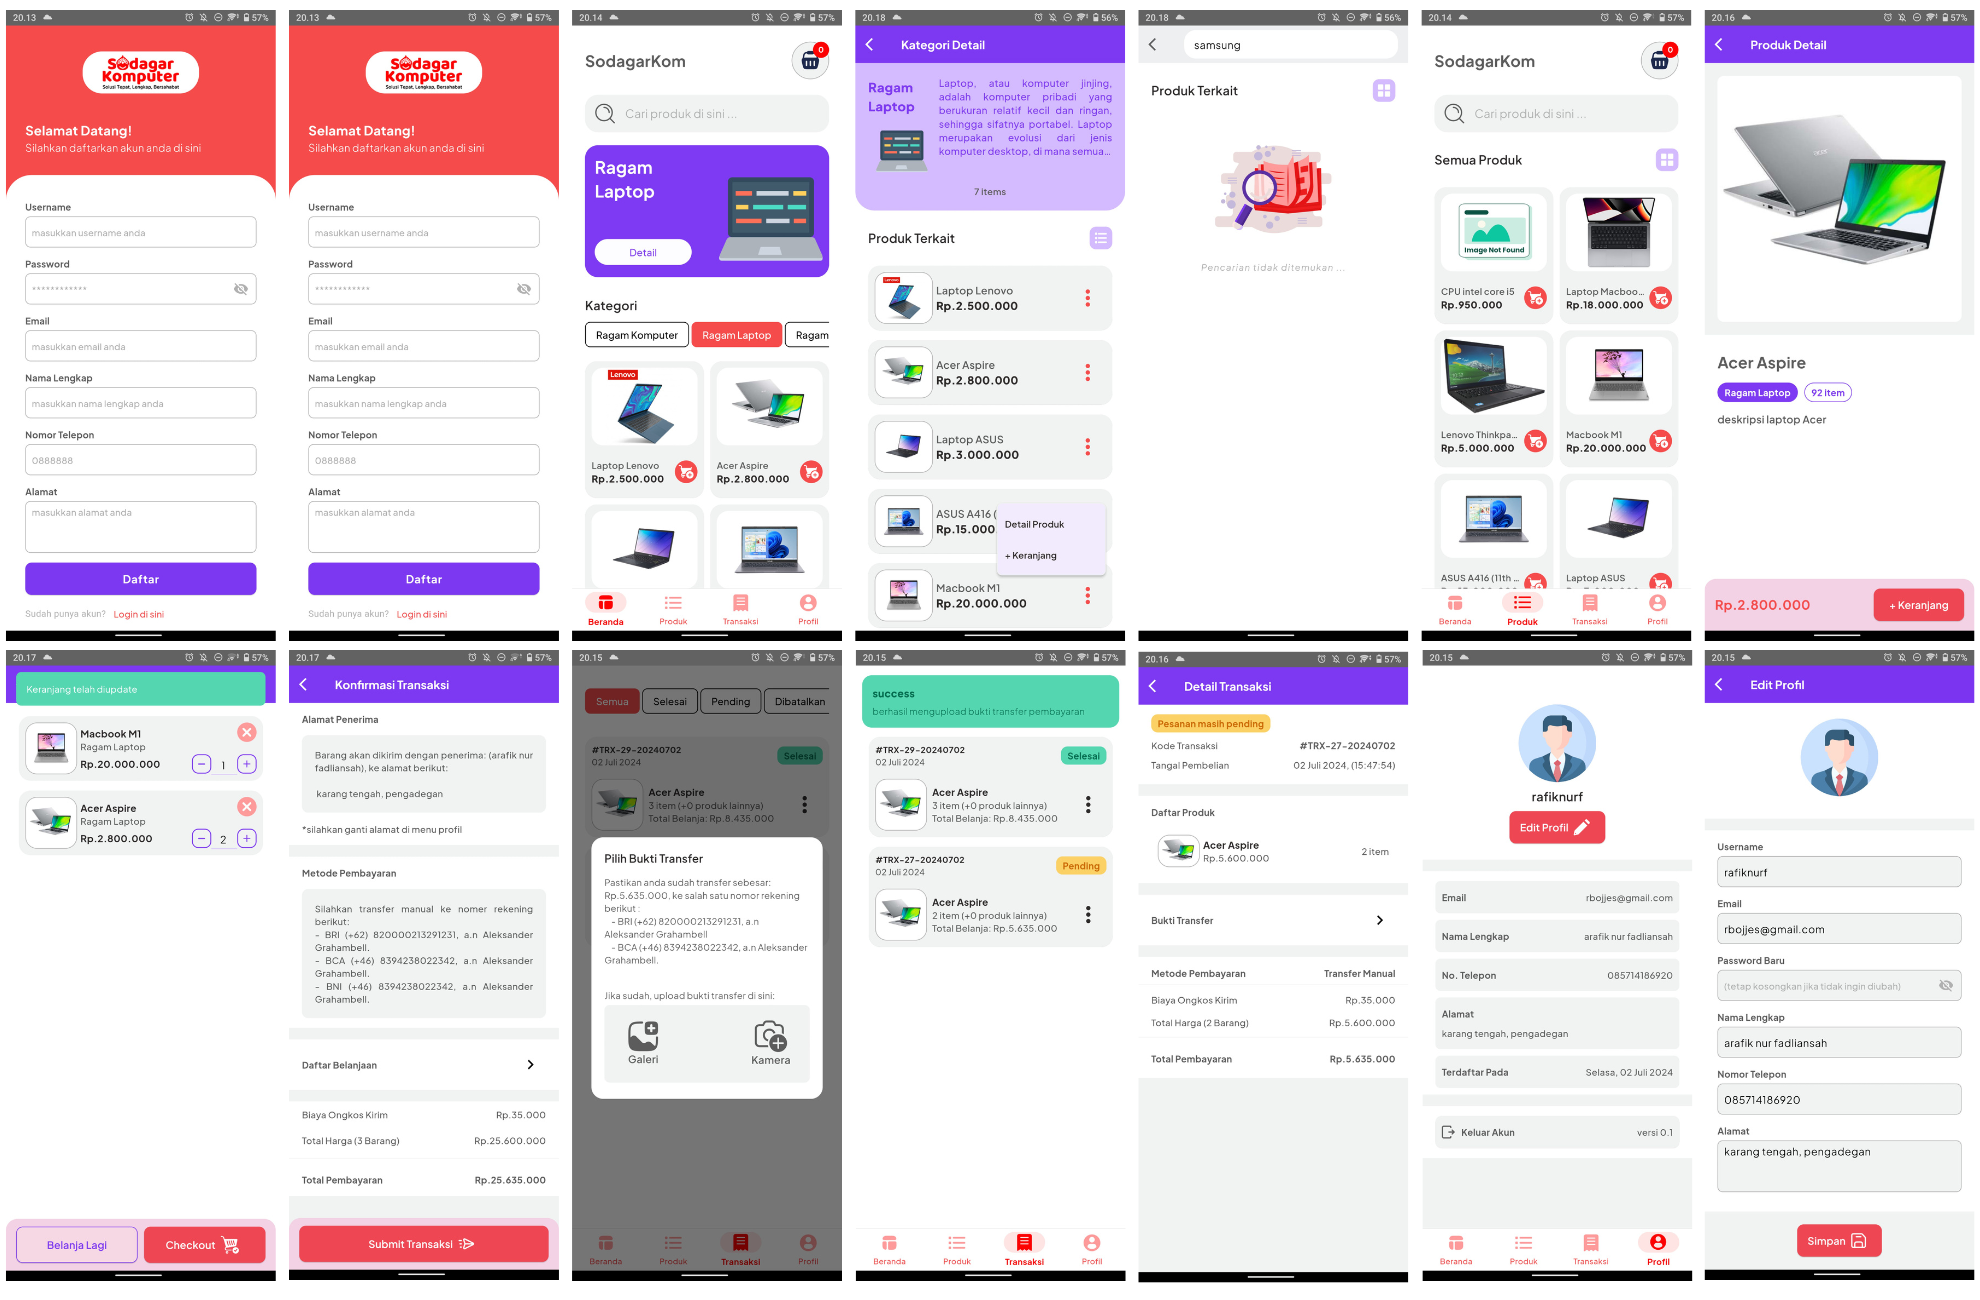 20.13
57%
Sodagar
Komputer
Solusi Tepat, Lengkap, Bersahabat
Selamat Datang!
Silahkan daftarkan akun anda di sini
Username
masukkan username anda
Password
************
Email
masukkan email anda
Nama Lengkap
masukkan nama lengkap anda
Nomor Telepon
0888888
Alamat
masukkan alamat anda
Daftar
Sudah punya akun? Login di sini
20.13
57%
Sodagar
Komputer
Solusi Tepat, Lengkap, Bersahabat
Selamat Datang!
Silahkan daftarkan akun anda di sini
Username
masukkan username anda
Password
************
Email
masukkan email anda
Nama Lengkap
masukkan nama lengkap anda
Nomor Telepon
0888888
Alamat
masukkan alamat anda
Daftar
Sudah punya akun? Login di sini
20.14
57%
SodagarKom
0
Cari produk di sini ...
Ragam
Laptop
Detail
Kategori
Ragam Komputer
Ragam Laptop
Ragam
Lenovo
Laptop Lenovo
Rp.2.500.000
Acer Aspire
Rp.2.800.000
Beranda
Produk
Transaksi
Profil
20.18
56%
Kategori Detail
Ragam
Laptop
Laptop, atau komputer jinjing,
adalah komputer pribadi yang
berukuran relatif kecil dan ringan,
sehingga sifatnya portabel. Laptop
merupakan evolusi dari jenis
komputer desktop, di mana semua...
7 items
Produk Terkait
Lenovo
Laptop Lenovo
Rp.2.500.000
Acer Aspire
Rp.2.800.000
Laptop ASUS
Rp.3.000.000
ASUS A416 (
Rp.15.000
Detail Produk
+ Keranjang
Macbook M1
Rp.20.000.000
20.18
56%
samsung
Produk Terkait
Pencarian tidak ditemukan ...
20.14
57%
SodagarKom
0
Cari produk di sini ...
Semua Produk
Image Not Found
CPU intel core i5
Rp.950.000
Laptop Macboo...
Rp.18.000.000
Lenovo Thinkpa...
Rp.5.000.000
Macbook M1
Rp.20.000.000
ASUS A416 (11th ...
Laptop ASUS
Beranda
Produk
Transaksi
Profil
20.16
57%
Produk Detail
acer
Acer Aspire
Ragam Laptop
92 item
deskripsi laptop Acer
Rp.2.800.000
+ Keranjang
20.17
57%
Keranjang telah diupdate
Macbook M1
Ragam Laptop
Rp.20.000.000
− 1 +
Acer Aspire
Ragam Laptop
Rp.2.800.000
− 2 +
Belanja Lagi
Checkout
20.17
57%
Konfirmasi Transaksi
Alamat Penerima
Barang akan dikirim dengan penerima: (arafik nur
fadliansah), ke alamat berikut:
karang tengah, pengadegan
*silahkan ganti alamat di menu profil
Metode Pembayaran
Silahkan transfer manual ke nomer rekening
berikut:
- BRI (+62) 820000213291231, a.n Aleksander
Grahambell.
- BCA (+46) 8394238022342, a.n Aleksander
Grahambell.
- BNI (+46) 8394238022342, a.n Aleksander
Grahambell.
Daftar Belanjaan
Biaya Ongkos Kirim Rp.35.000
Total Harga (3 Barang) Rp.25.600.000
Total Pembayaran Rp.25.635.000
Submit Transaksi
20.15
57%
Semua
Selesai
Pending
Dibatalkan
#TRX-29-20240702
02 Juli 2024
Selesai
Acer Aspire
3 item (+0 produk lainnya)
Total Belanja: Rp.8.435.000
Pilih Bukti Transfer
Pastikan anda sudah transfer sebesar:
Rp.5.635.000, ke salah satu nomor rekening
berikut :
- BRI (+62) 820000213291231, a.n
Aleksander Grahambell
- BCA (+46) 8394238022342, a.n Aleksander
Grahambell.
Jika sudah, upload bukti transfer di sini:
Galeri
Kamera
Beranda
Produk
Transaksi
Profil
20.15
57%
success
berhasil mengupload bukti transfer pembayaran
#TRX-29-20240702
02 Juli 2024
Selesai
Acer Aspire
3 item (+0 produk lainnya)
Total Belanja: Rp.8.435.000
#TRX-27-20240702
02 Juli 2024
Pending
Acer Aspire
2 item (+0 produk lainnya)
Total Belanja: Rp.5.635.000
Beranda
Produk
Transaksi
Profil
20.16
57%
Detail Transaksi
Pesanan masih pending
Kode Transaksi #TRX-27-20240702
Tangal Pembelian 02 Juli 2024, (15:47:54)
Daftar Produk
Acer Aspire
Rp.5.600.000
2 item
Bukti Transfer
Metode Pembayaran Transfer Manual
Biaya Ongkos Kirim Rp.35.000
Total Harga (2 Barang) Rp.5.600.000
Total Pembayaran Rp.5.635.000
20.15
57%
rafiknurf
Edit Profil
Email rbojjes@gmail.com
Nama Lengkap arafik nur fadliansah
No. Telepon 085714186920
Alamat
karang tengah, pengadegan
Terdaftar Pada Selasa, 02 Juli 2024
Keluar Akun versi 0.1
Beranda
Produk
Transaksi
Profil
20.15
57%
Edit Profil
Username
rafiknurf
Email
rbojjes@gmail.com
Password Baru
(tetap kosongkan jika tidak ingin diubah)
Nama Lengkap
arafik nur fadliansah
Nomor Telepon
085714186920
Alamat
karang tengah, pengadegan
Simpan